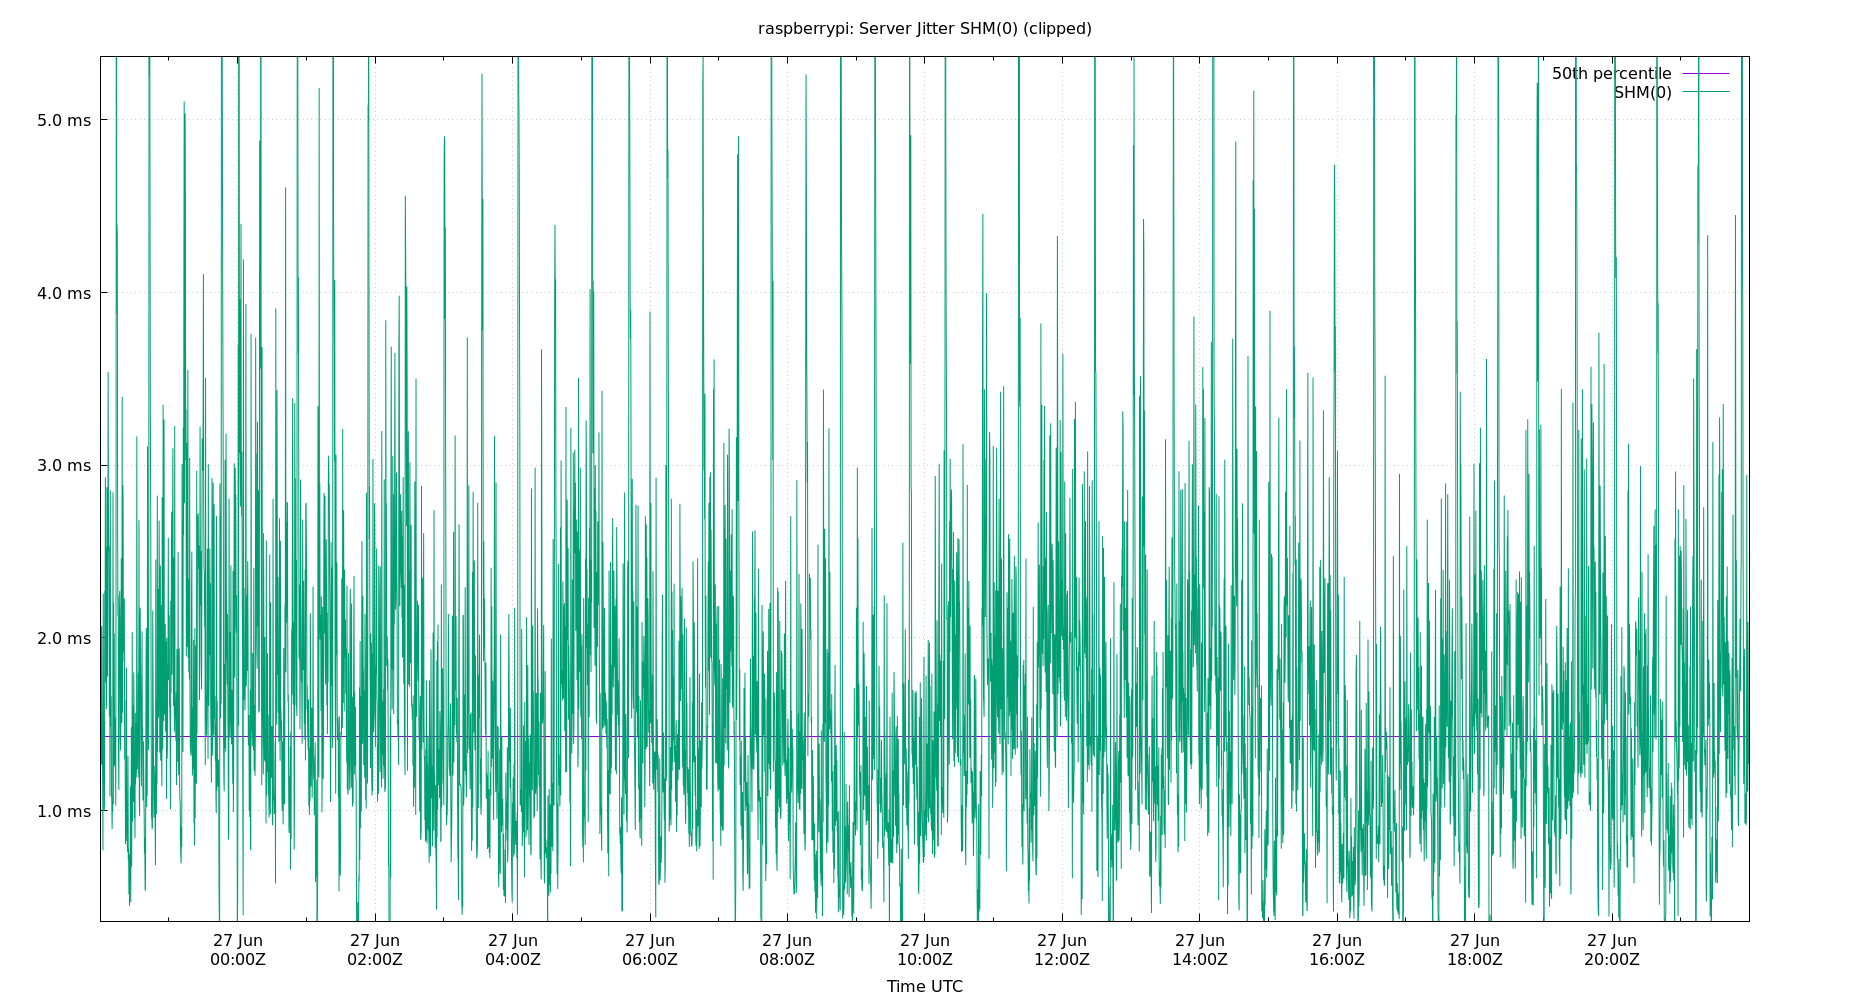 raspberrypi: Server Jitter SHM(0) (clipped)
50th percentile
SHM(0)
5.0 ms
4.0 ms
3.0 ms
2.0 ms
1.0 ms
27 Jun 27 Jun 27 Jun 27 Jun 27 Jun 27 Jun 27 Jun 27 Jun 27 Jun 27 Jun 27 Jun
00:00Z 02:00Z 04:00Z 06:00Z 08:00Z 10:00Z 12:00Z 14:00Z 16:00Z 18:00Z 20:00Z
Time UTC